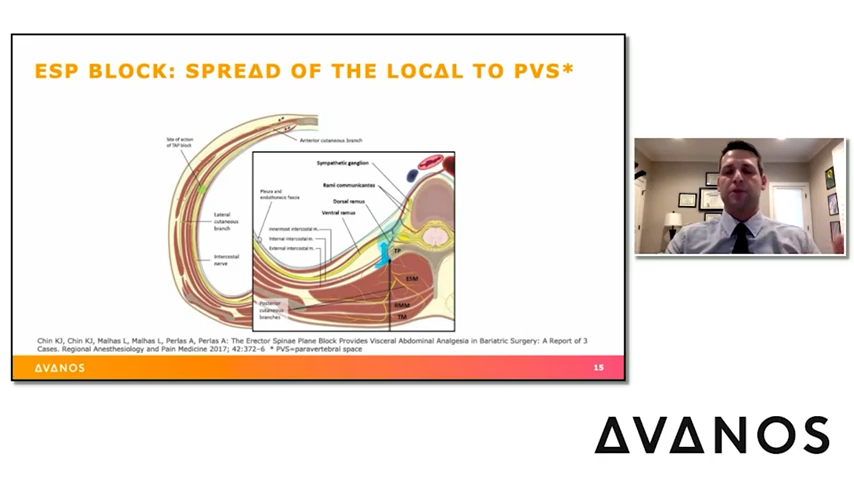 ESP BLOCK: SPREAD OF THE LOCAL TO PVS*
Site of action
of TAP block
Anterior cutaneous branch
Lateral
cutaneous
branch
Intercostal
nerve
Sympathetic ganglion
Rami communicantes
Pleura and
endothoracic fascia
Dorsal ramus
Ventral ramus
Innermost intercostal m.
Internal intercostal m.
External intercostal m.
TP
ESM
Posterior
cutaneous
branches
RMM
TM
Chin KJ, Chin KJ, Malhas L, Malhas L, Perlas A, Perlas A: The Erector Spinae Plane Block Provides Visceral Abdominal Analgesia in Bariatric Surgery: A Report of 3
Cases. Regional Anesthesiology and Pain Medicine 2017; 42:372–6 * PVS=paravertebral space
AVANOS
15
AVANOS